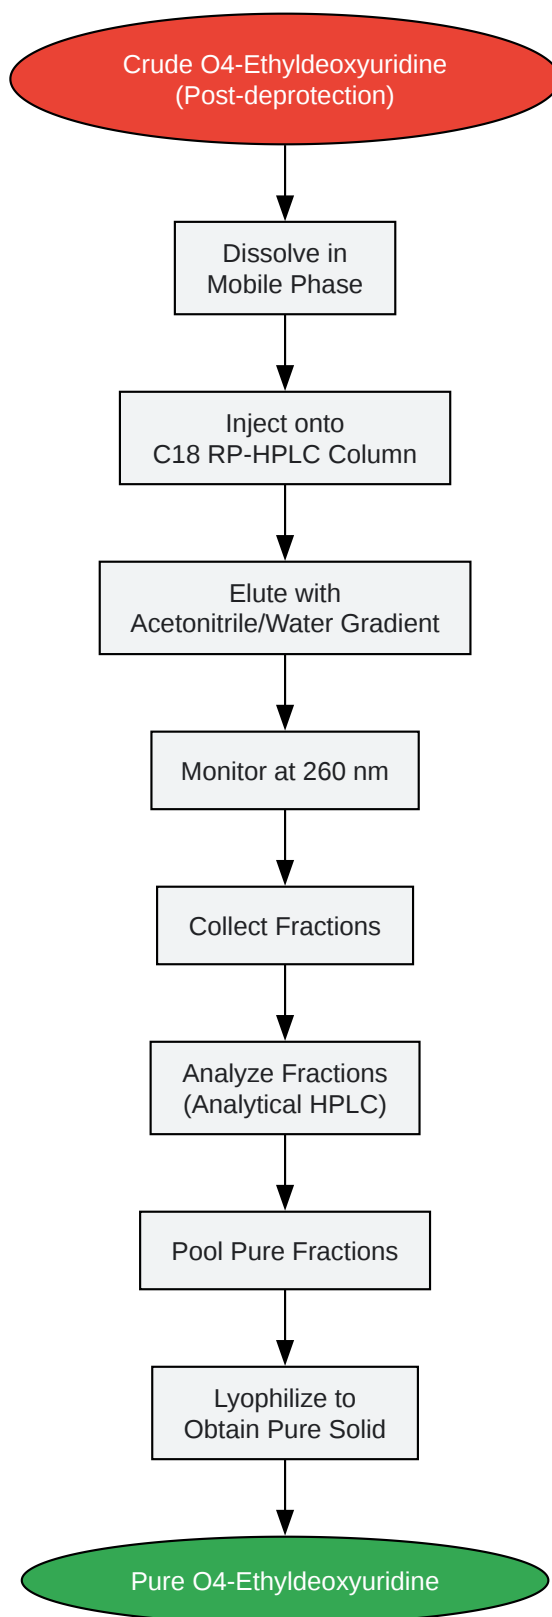 Crude O4-Ethyldeoxyuridine
(Post-deprotection)
Dissolve in
Mobile Phase
Inject onto
C18 RP-HPLC Column
Elute with
Acetonitrile/Water Gradient
Monitor at 260 nm
Collect Fractions
Analyze Fractions
(Analytical HPLC)
Pool Pure Fractions
Lyophilize to
Obtain Pure Solid
Pure O4-Ethyldeoxyuridine